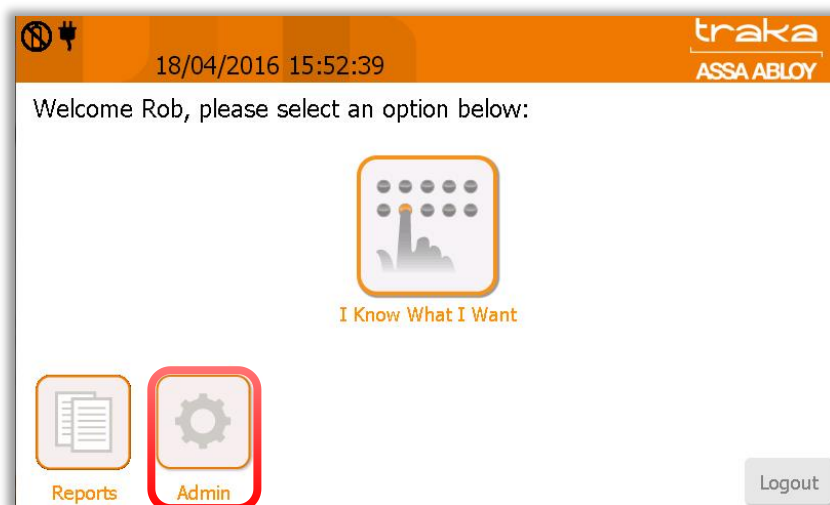 traka
18/04/2016 15:52:39
ASSA ABLOY
Welcome Rob, please select an option below:
I Know What I Want
Reports
Admin
Logout